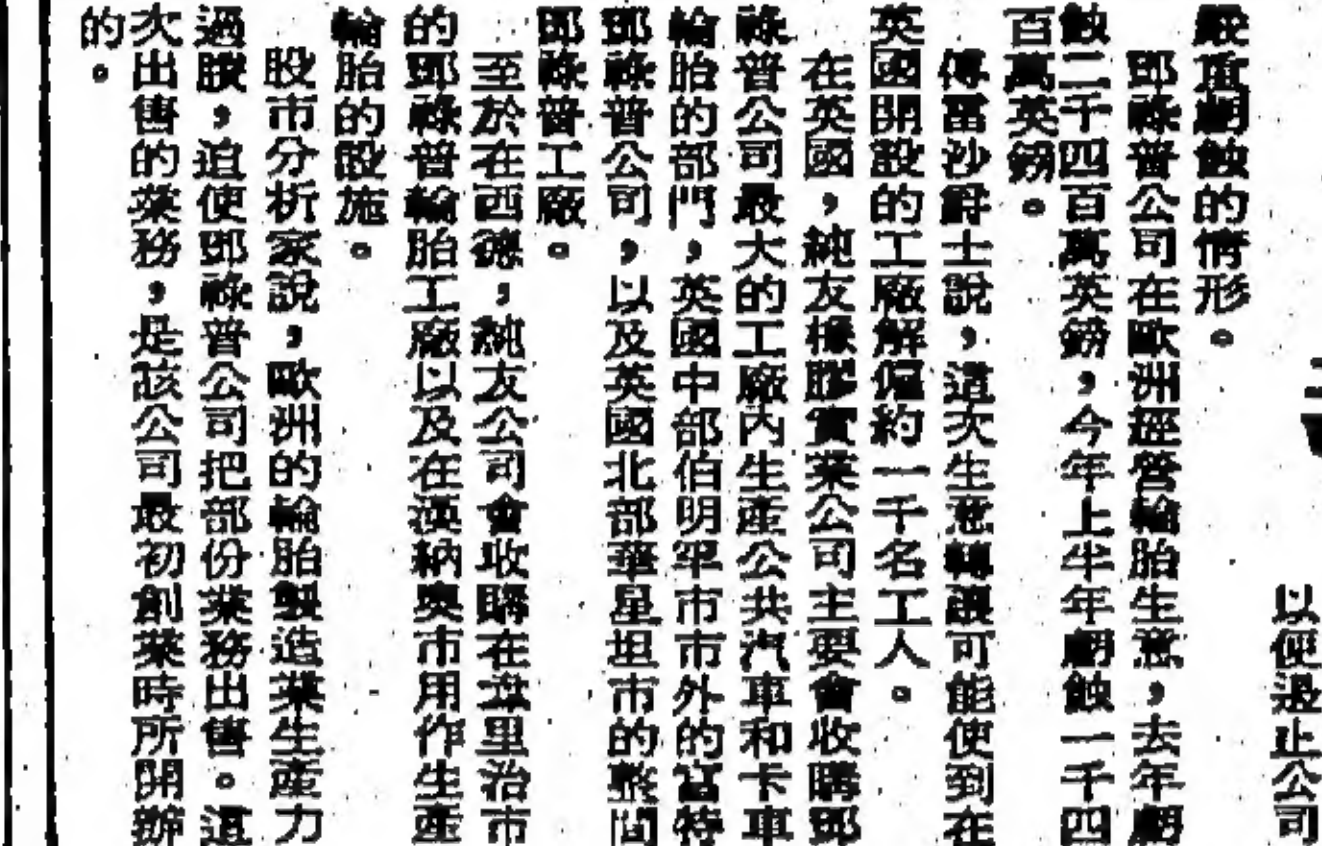 以便遏止公司
嚴重虧蝕的情形。
鄧祿普公司在歐洲經營輪胎生意，去年虧
蝕二千四百萬英鎊，今年上半年虧蝕一千四
百萬英鎊。
傅雷沙爵士說，這次生意轉讓可能使到在
英國開設的工廠解僱約一千名工人。
在英國，純友橡膠實業公司主要會收購鄧
祿普公司最大的工廠內生產公共汽車和卡車
輪胎的部門，英國中部伯明罕市市外的富特
鄧祿普公司，以及英國北部華星坦市的整間
鄧祿普工廠。
至於在西德，純友公司會收購在盅里治市
的鄧祿普輪胎工廠以及在漢納奧市用作生產
輪胎的設施。
股市分析家說，歐洲的輪胎製造業生產力
過賸，迫使鄧祿普公司把部份業務出售。這
次出售的業務，是該公司最初創業時所開辦
的。